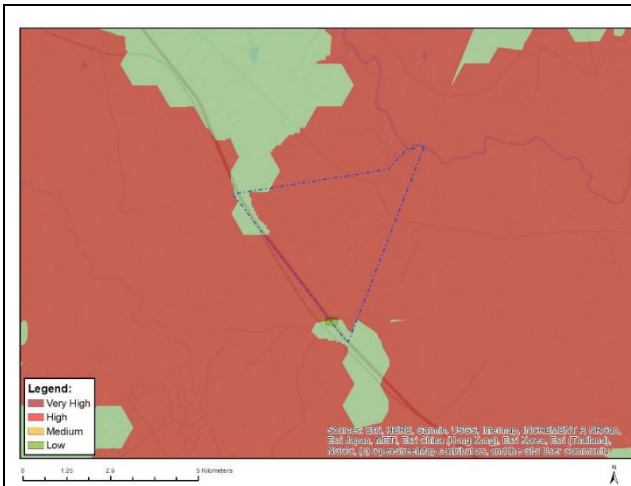 Legend:
Very High
High
Medium
Low
Sources: Esri, HERE, Garmin, USGS, Intermap, INCREMENT P, NRCan,
Esri Japan, METI, Esri China (Hong Kong), Esri Korea, Esri (Thailand),
NGCC, (c) OpenStreetMap contributors, and the GIS User Community
0 1.25 2.5 5 Kilometers
N